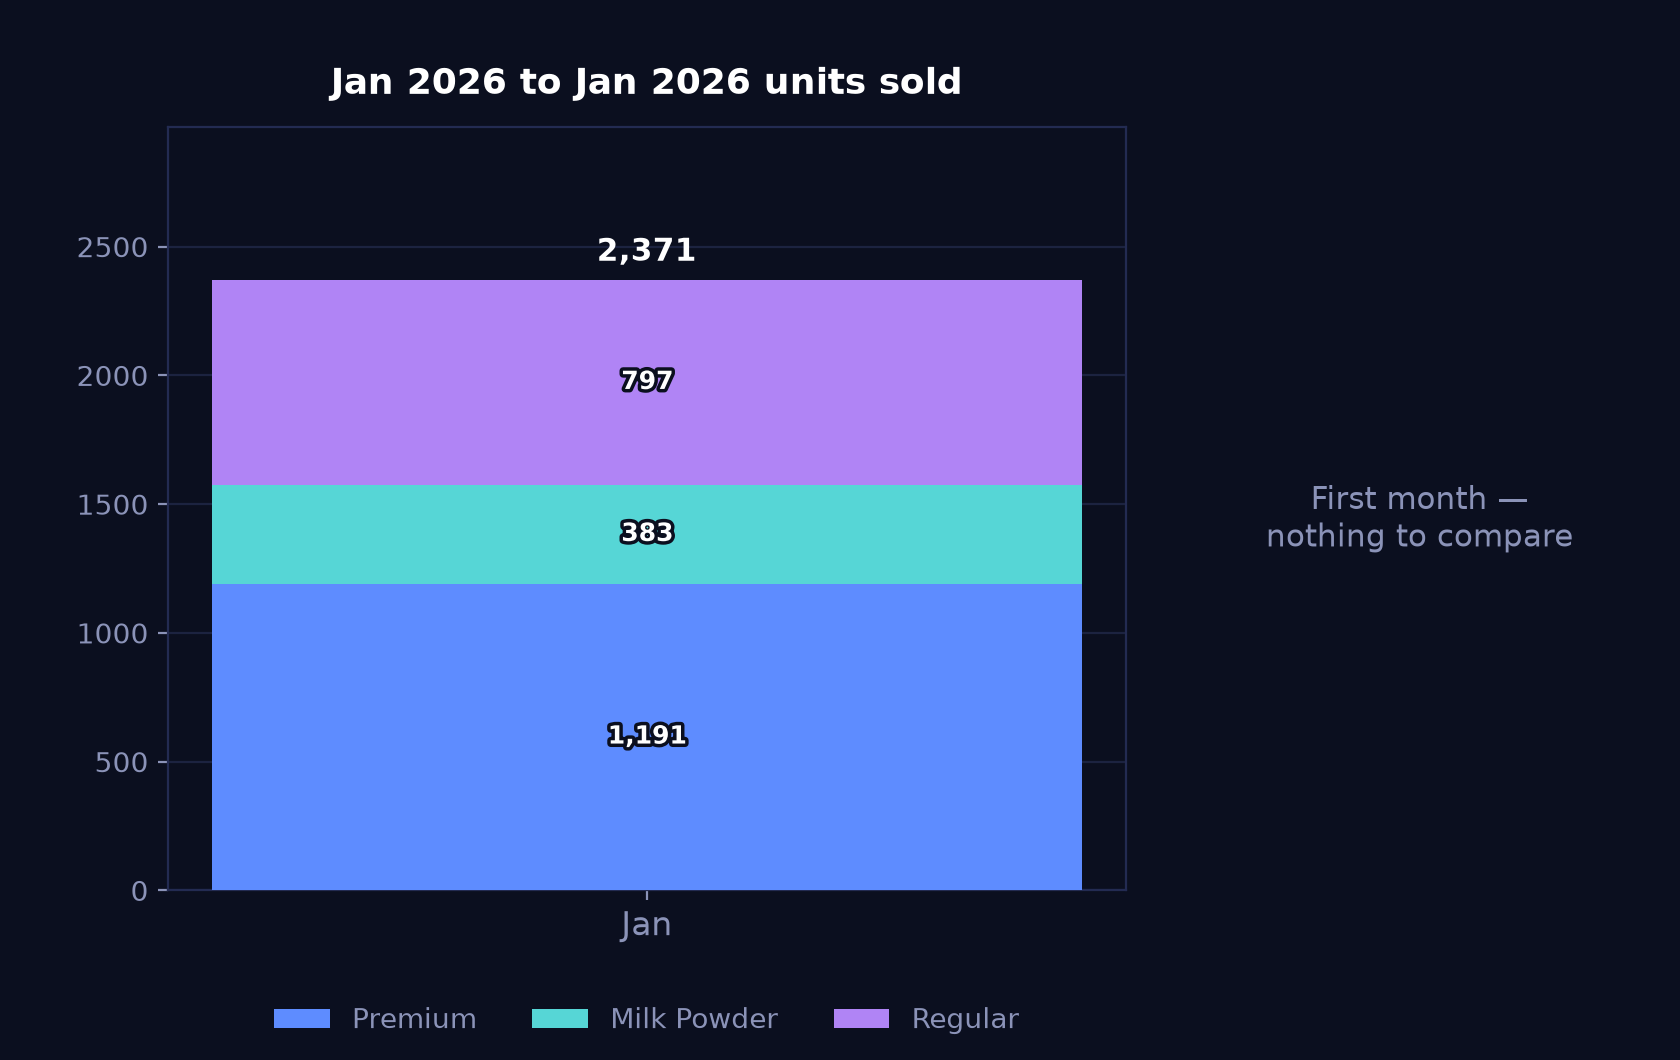 Jan 2026 to Jan 2026 units sold
2500
2000
1500
1000
500
0
2,371
797
383
1,191
Jan
First month —
nothing to compare
Premium
Milk Powder
Regular